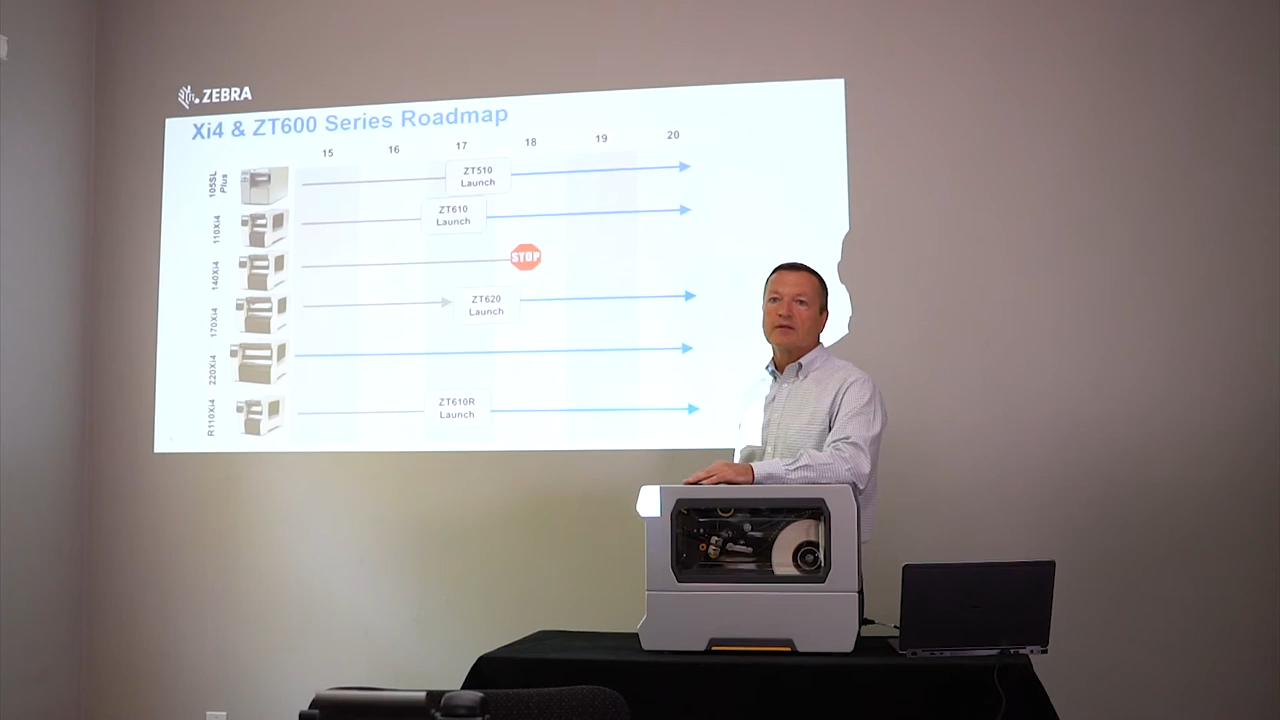 ZEBRA
Xi4 & ZT600 Series Roadmap
15 16 17 18 19 20
105SL Plus
ZT510
Launch
110Xi4
ZT610
Launch
140Xi4
STOP
170Xi4
ZT620
Launch
220Xi4
R110Xi4
ZT610R
Launch